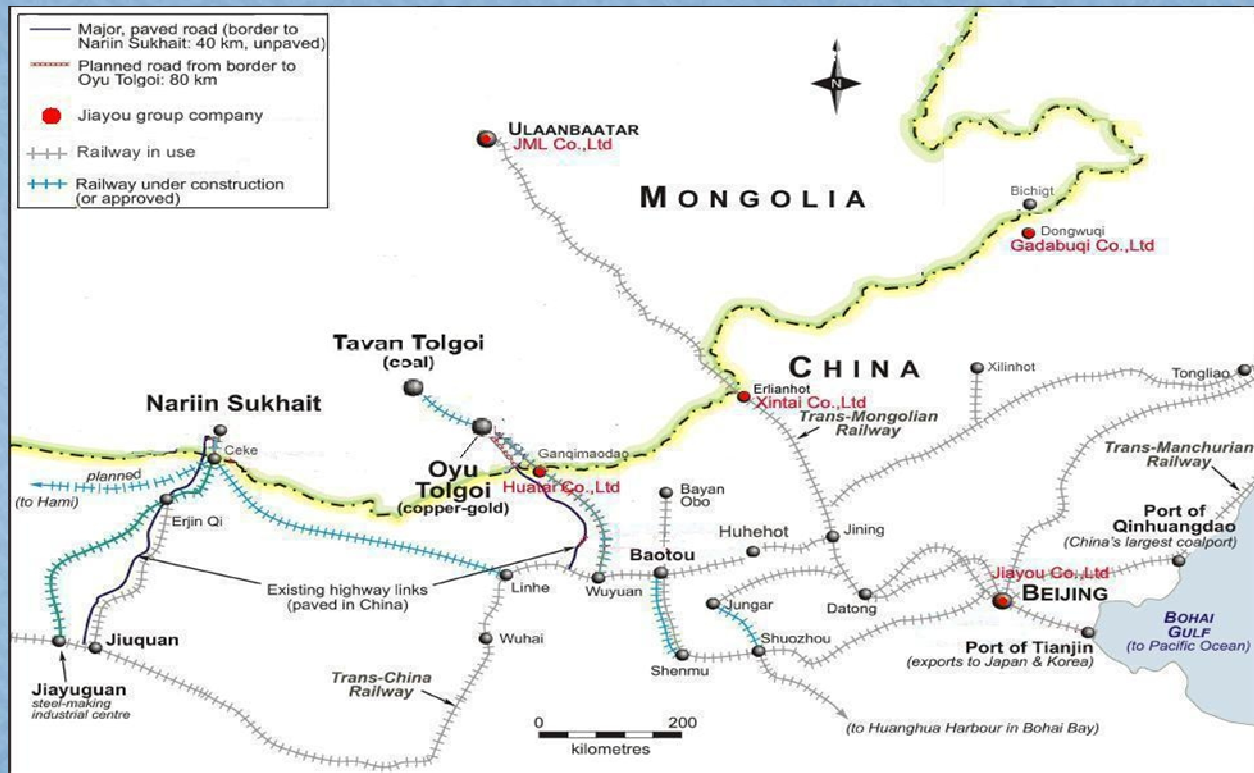 Major, paved road (border to
Nariin Sukhait: 40 km, unpaved)
Planned road from border to
Oyu Tolgoi: 80 km
Jiayou group company
Railway in use
Railway under construction
(or approved)
N
ULAANBAATAR
JML Co.,Ltd
MONGOLIA
Bichigt
Dongwuqi
Gadabuqi Co.,Ltd
Tavan Tolgoi
(coal)
CHINA
Xilinhot
Tongliao
Erlianhot
Xintai Co.,Ltd
Nariin Sukhait
Trans-Mongolian
Railway
Ceke
Trans-Manchurian
Railway
planned
(to Hami)
Oyu
Tolgoi
(copper-gold)
Ganqimaodao
Huatai Co.,Ltd
Bayan
Obo
Erjin Qi
Huhehot
Jining
Port of
Qinhuangdao
(China's largest coalport)
Baotou
Existing highway links
(paved in China)
Linhe
Wuyuan
Jungar
Datong
Jiayou Co.,Ltd
BEIJING
BOHAI
GULF
(to Pacific Ocean)
Jiuquan
Wuhai
Shuozhou
Port of Tianjin
(exports to Japan & Korea)
Shenmu
Jiayuguan
steel-making
industrial centre
Trans-China
Railway
0 200
kilometres
(to Huanghua Harbour in Bohai Bay)